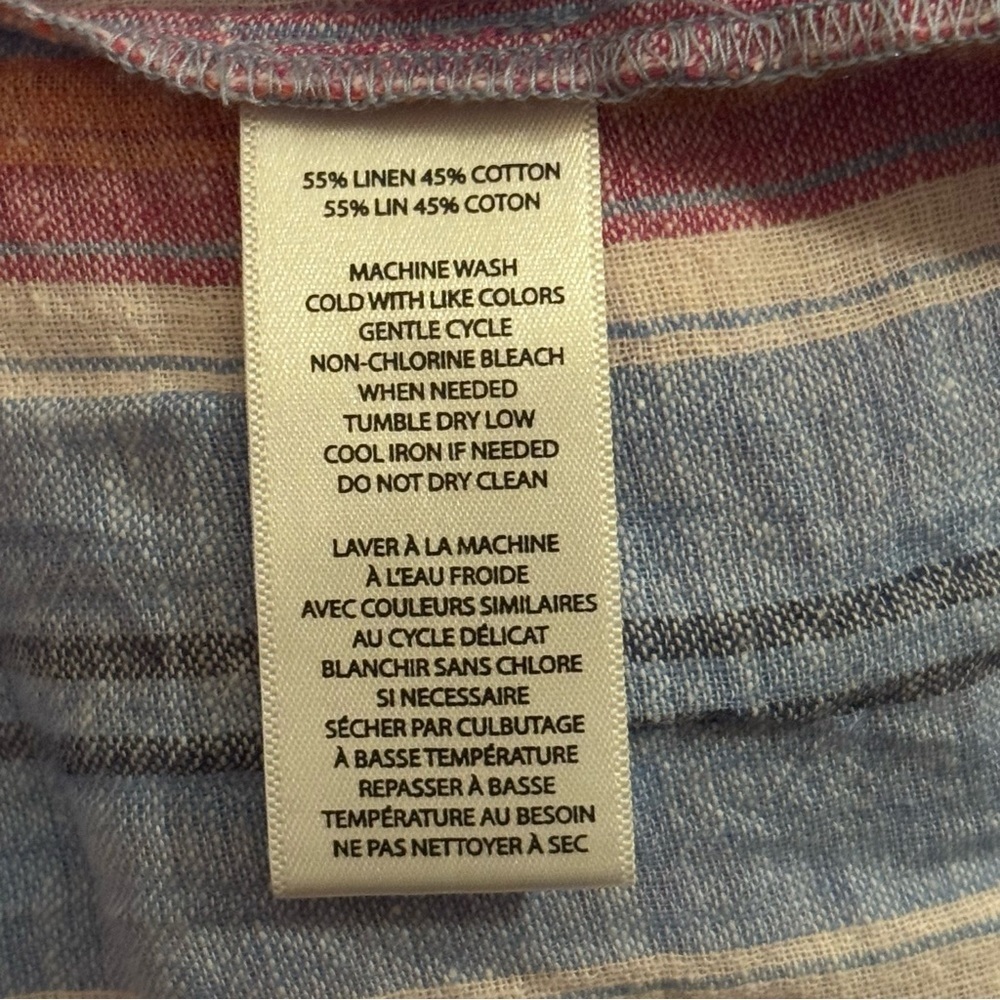 55% LINEN 45% COTTON
55% LIN 45% COTON
MACHINE WASH
COLD WITH LIKE COLORS
GENTLE CYCLE
NON-CHLORINE BLEACH
WHEN NEEDED
TUMBLE DRY LOW
COOL IRON IF NEEDED
DO NOT DRY CLEAN
LAVER À LA MACHINE
À L'EAU FROIDE
AVEC COULEURS SIMILAIRES
AU CYCLE DÉLICAT
BLANCHIR SANS CHLORE
SI NECESSAIRE
SÉCHER PAR CULBUTAGE
À BASSE TEMPÉRATURE
REPASSER À BASSE
TEMPÉRATURE AU BESOIN
NE PAS NETTOYER À SEC